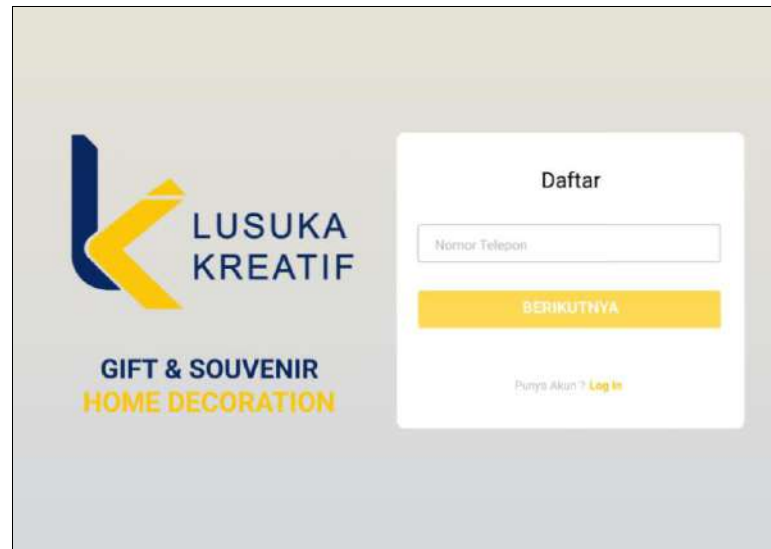 LUSUKA
KREATIF
GIFT & SOUVENIR
HOME DECORATION
Daftar
Nomor Telepon
BERIKUTNYA
Punya Akun ? Log In